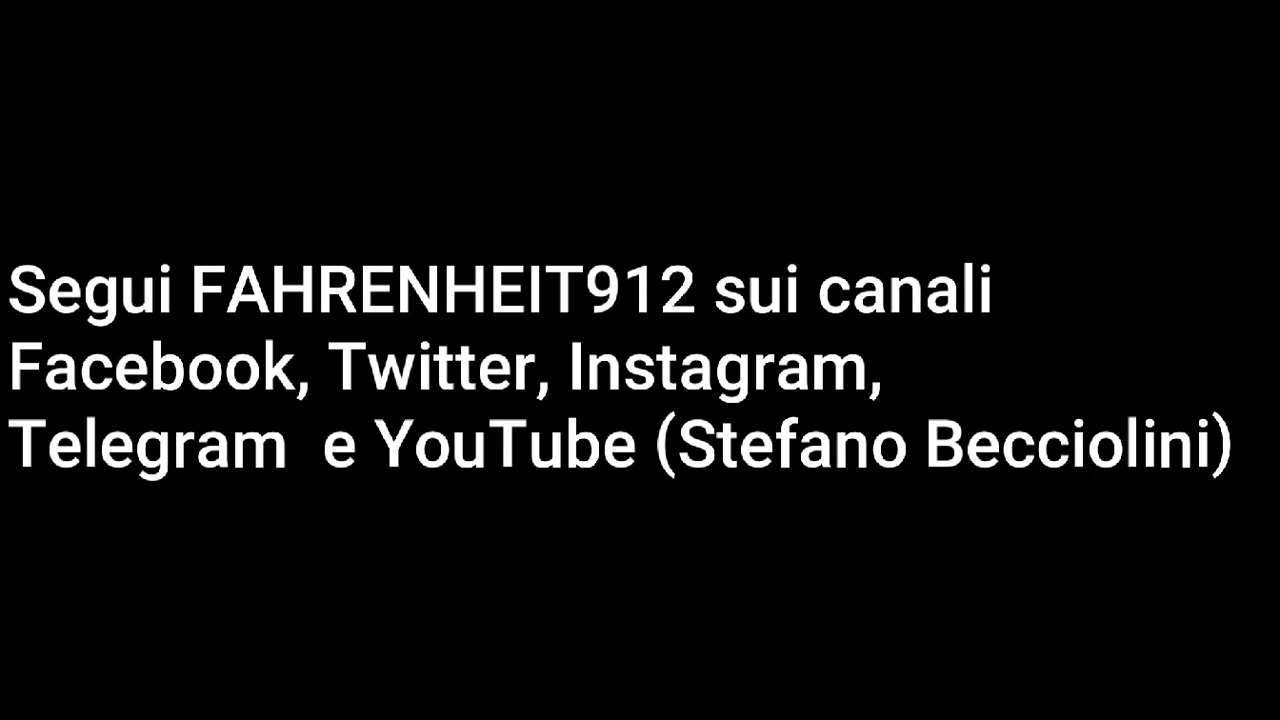 Segui FAHRENHEIT912 sui canali
Facebook, Twitter, Instagram,
Telegram  e YouTube (Stefano Becciolini)